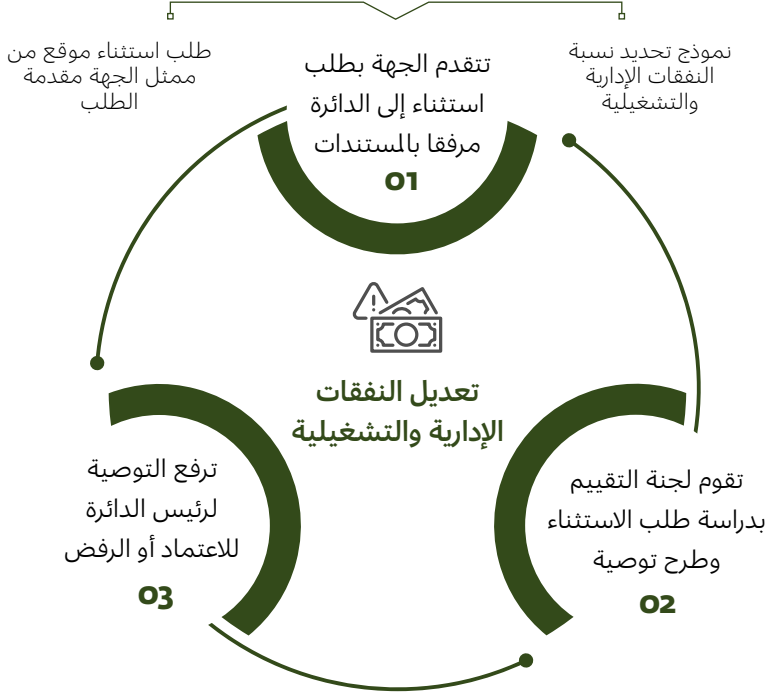 نموذج تحديد نسبة
النفقات الإدارية
والتشغيلية
طلب استثناء موقع من
ممثل الجهة مقدمة
الطلب
تتقدم الجهة بطلب
استثناء إلى الدائرة
مرفقا بالمستندات
01
تعديل النفقات
الإدارية والتشغيلية
تقوم لجنة التقييم
بدراسة طلب الاستثناء
وطرح توصية
02
ترفع التوصية
لرئيس الدائرة
للاعتماد أو الرفض
03